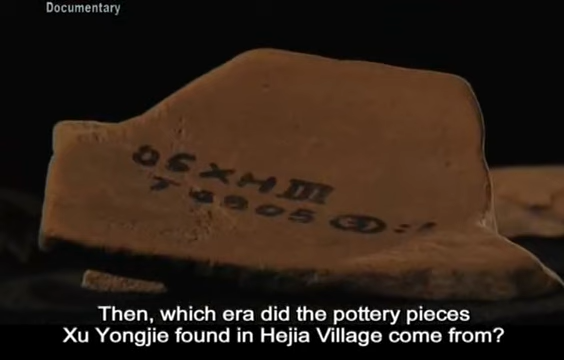 Documentary
06XHⅢ
Then, which era did the pottery pieces
Xu Yongjie found in Hejia Village come from?